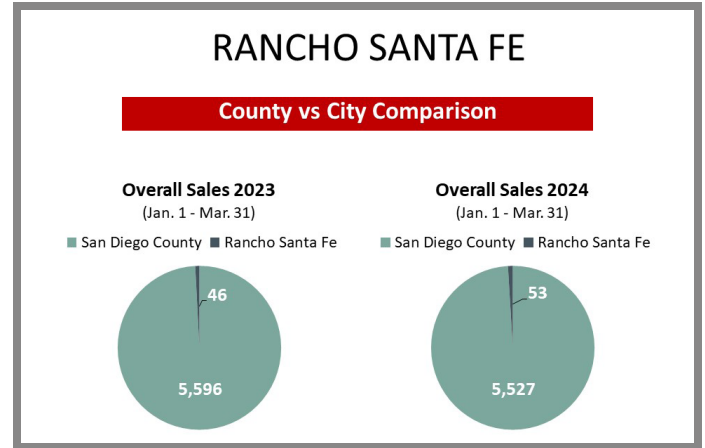 RANCHO SANTA FE
County vs City Comparison
Overall Sales 2023
(Jan. 1 - Mar. 31)
San Diego County Rancho Santa Fe
46
5,596
Overall Sales 2024
(Jan. 1 - Mar. 31)
San Diego County Rancho Santa Fe
53
5,527